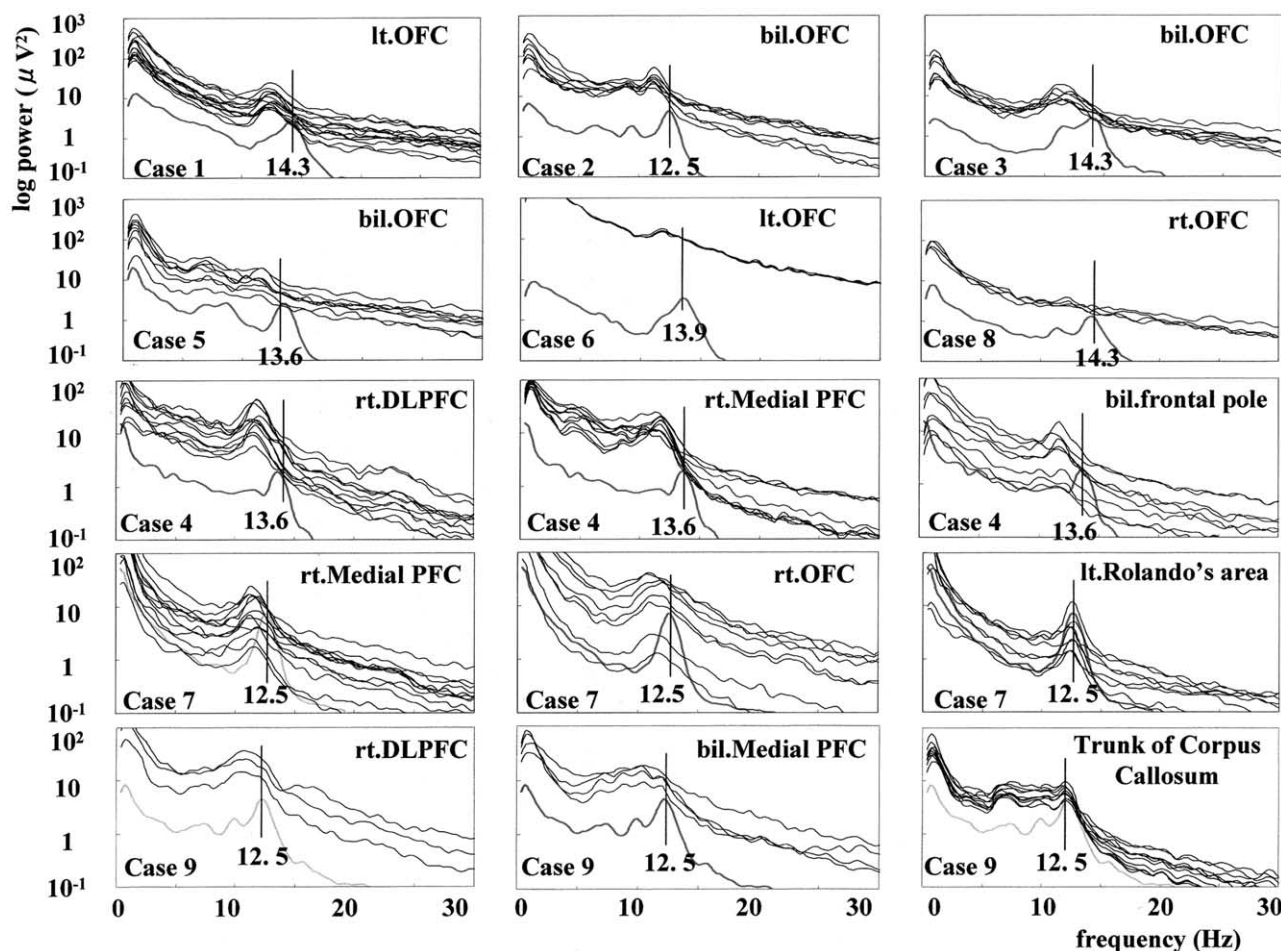 log power (μV²)
10³
10²
10
1
10⁻¹
lt.OFC
Case 1
14.3
bil.OFC
Case 2
12. 5
bil.OFC
Case 3
14.3
10³
10²
10
1
10⁻¹
bil.OFC
Case 5
13.6
lt.OFC
Case 6
13.9
rt.OFC
Case 8
14.3
10²
10
1
10⁻¹
rt.DLPFC
Case 4
13.6
rt.Medial PFC
Case 4
13.6
bil.frontal pole
Case 4
13.6
10²
10
1
10⁻¹
rt.Medial PFC
Case 7
12.5
rt.OFC
Case 7
12.5
lt.Rolando's area
Case 7
12. 5
10²
10
1
10⁻¹
rt.DLPFC
Case 9
12. 5
bil.Medial PFC
Case 9
12. 5
Trunk of Corpus
Callosum
Case 9
12. 5
0 10 20 30
0 10 20 30
0 10 20 30
frequency (Hz)